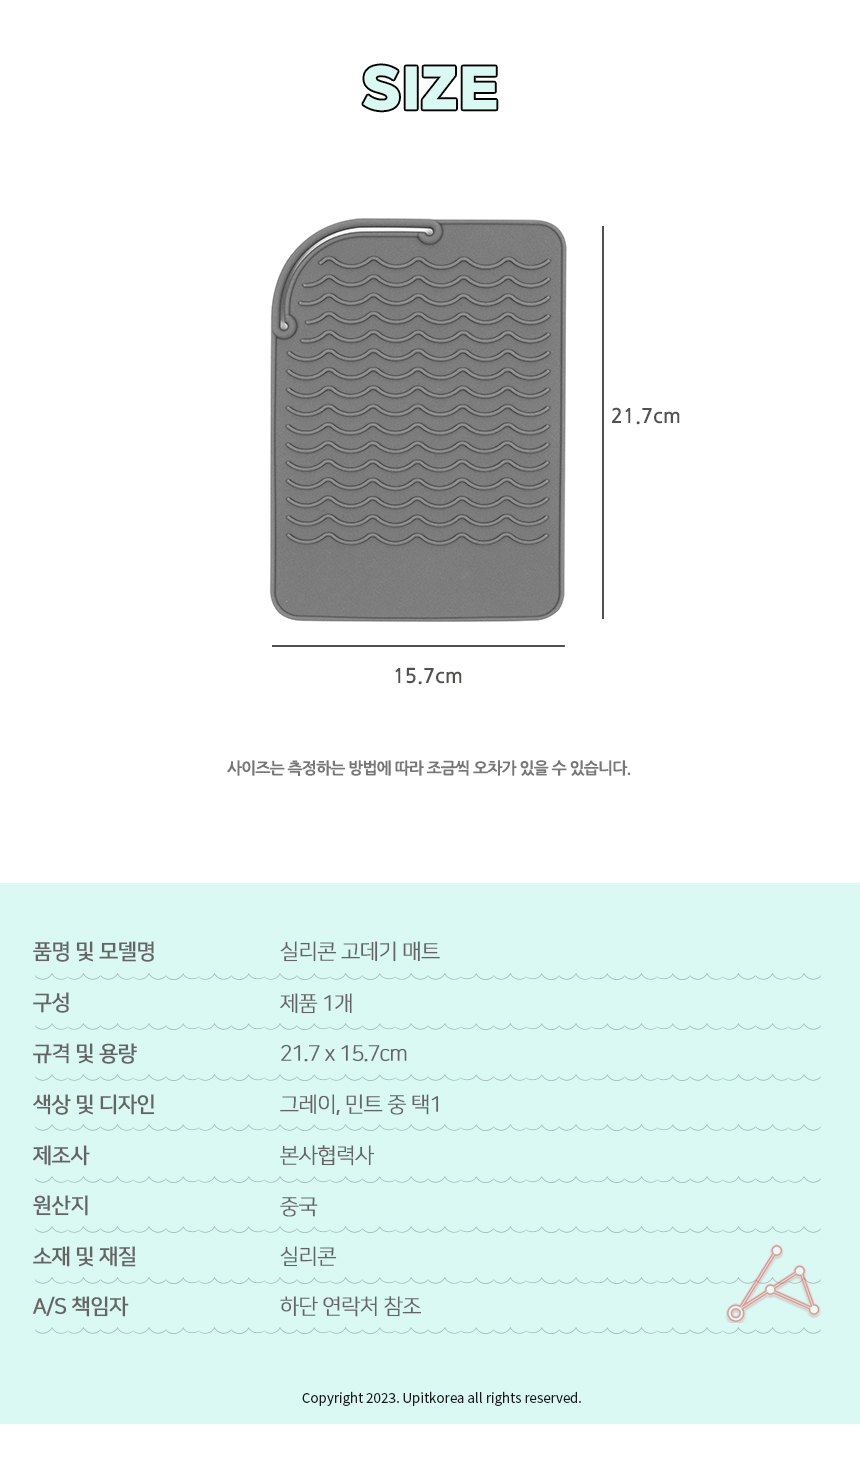 SIZE
21.7cm
15.7cm
사이즈는 측정하는 방법에 따라 조금씩 오차가 있을 수 있습니다.
품명 및 모델명 실리콘 고데기 매트
구성 제품 1개
규격 및 용량 21.7 x 15.7cm
색상 및 디자인 그레이, 민트 중 택1
제조사 본사협력사
원산지 중국
소재 및 재질 실리콘
A/S 책임자 하단 연락처 참조
Copyright 2023. Upitkorea all rights reserved.